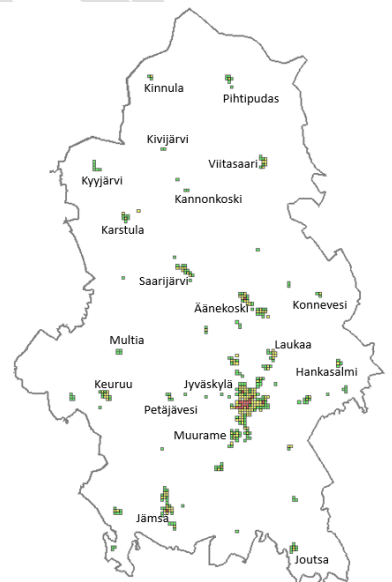 Kinnula
Pihtipudas
Kivijärvi
Viitasaari
Kyyjärvi
Kannonkoski
Karstula
Saarijärvi
Äänekoski
Konnevesi
Multia
Laukaa
Hankasalmi
Keuruu
Jyväskylä
Petäjävesi
Muurame
Jämsä
Joutsa